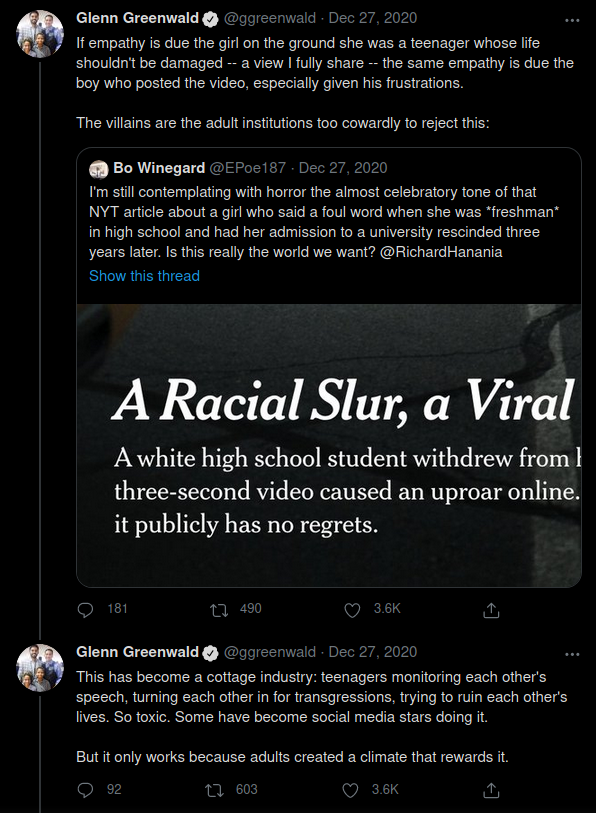 Glenn Greenwald @ggreenwald · Dec 27, 2020
If empathy is due the girl on the ground she was a teenager whose life
shouldn't be damaged -- a view I fully share -- the same empathy is due the
boy who posted the video, especially given his frustrations.
The villains are the adult institutions too cowardly to reject this:
Bo Winegard @EPoe187 · Dec 27, 2020
I'm still contemplating with horror the almost celebratory tone of that
NYT article about a girl who said a foul word when she was *freshman*
in high school and had her admission to a university rescinded three
years later. Is this really the world we want? @RichardHanania
Show this thread
A Racial Slur, a Viral
A white high school student withdrew from
three-second video caused an uproar online.
it publicly has no regrets.
181 490 3.6K
Glenn Greenwald @ggreenwald · Dec 27, 2020
This has become a cottage industry: teenagers monitoring each other's
speech, turning each other in for transgressions, trying to ruin each other's
lives. So toxic. Some have become social media stars doing it.
But it only works because adults created a climate that rewards it.
92 603 3.6K